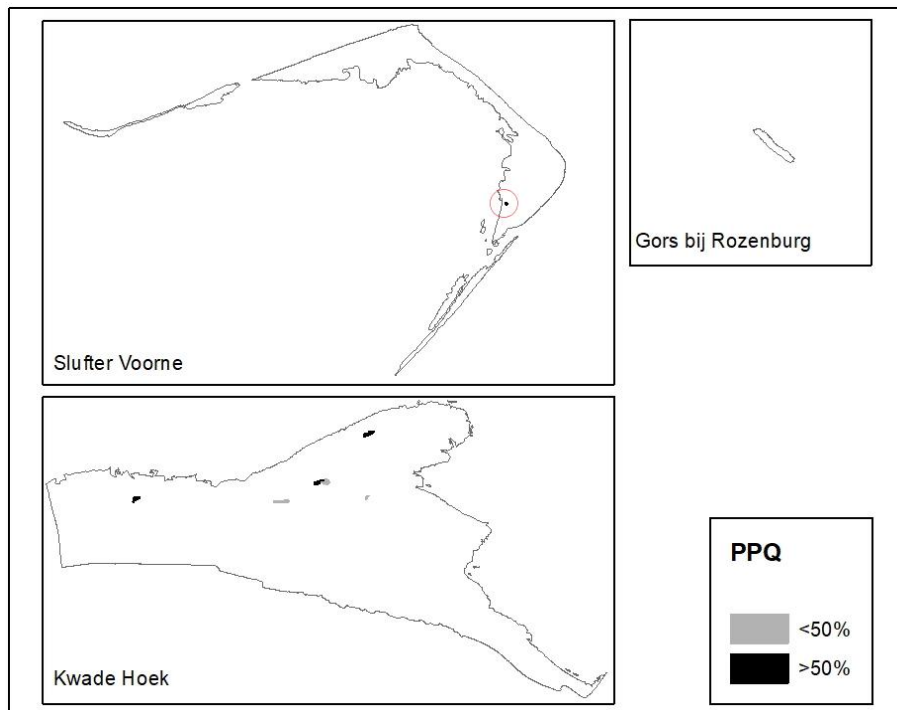 Slufter Voorne
Gors bij Rozenburg
Kwade Hoek
PPQ
<50%
>50%